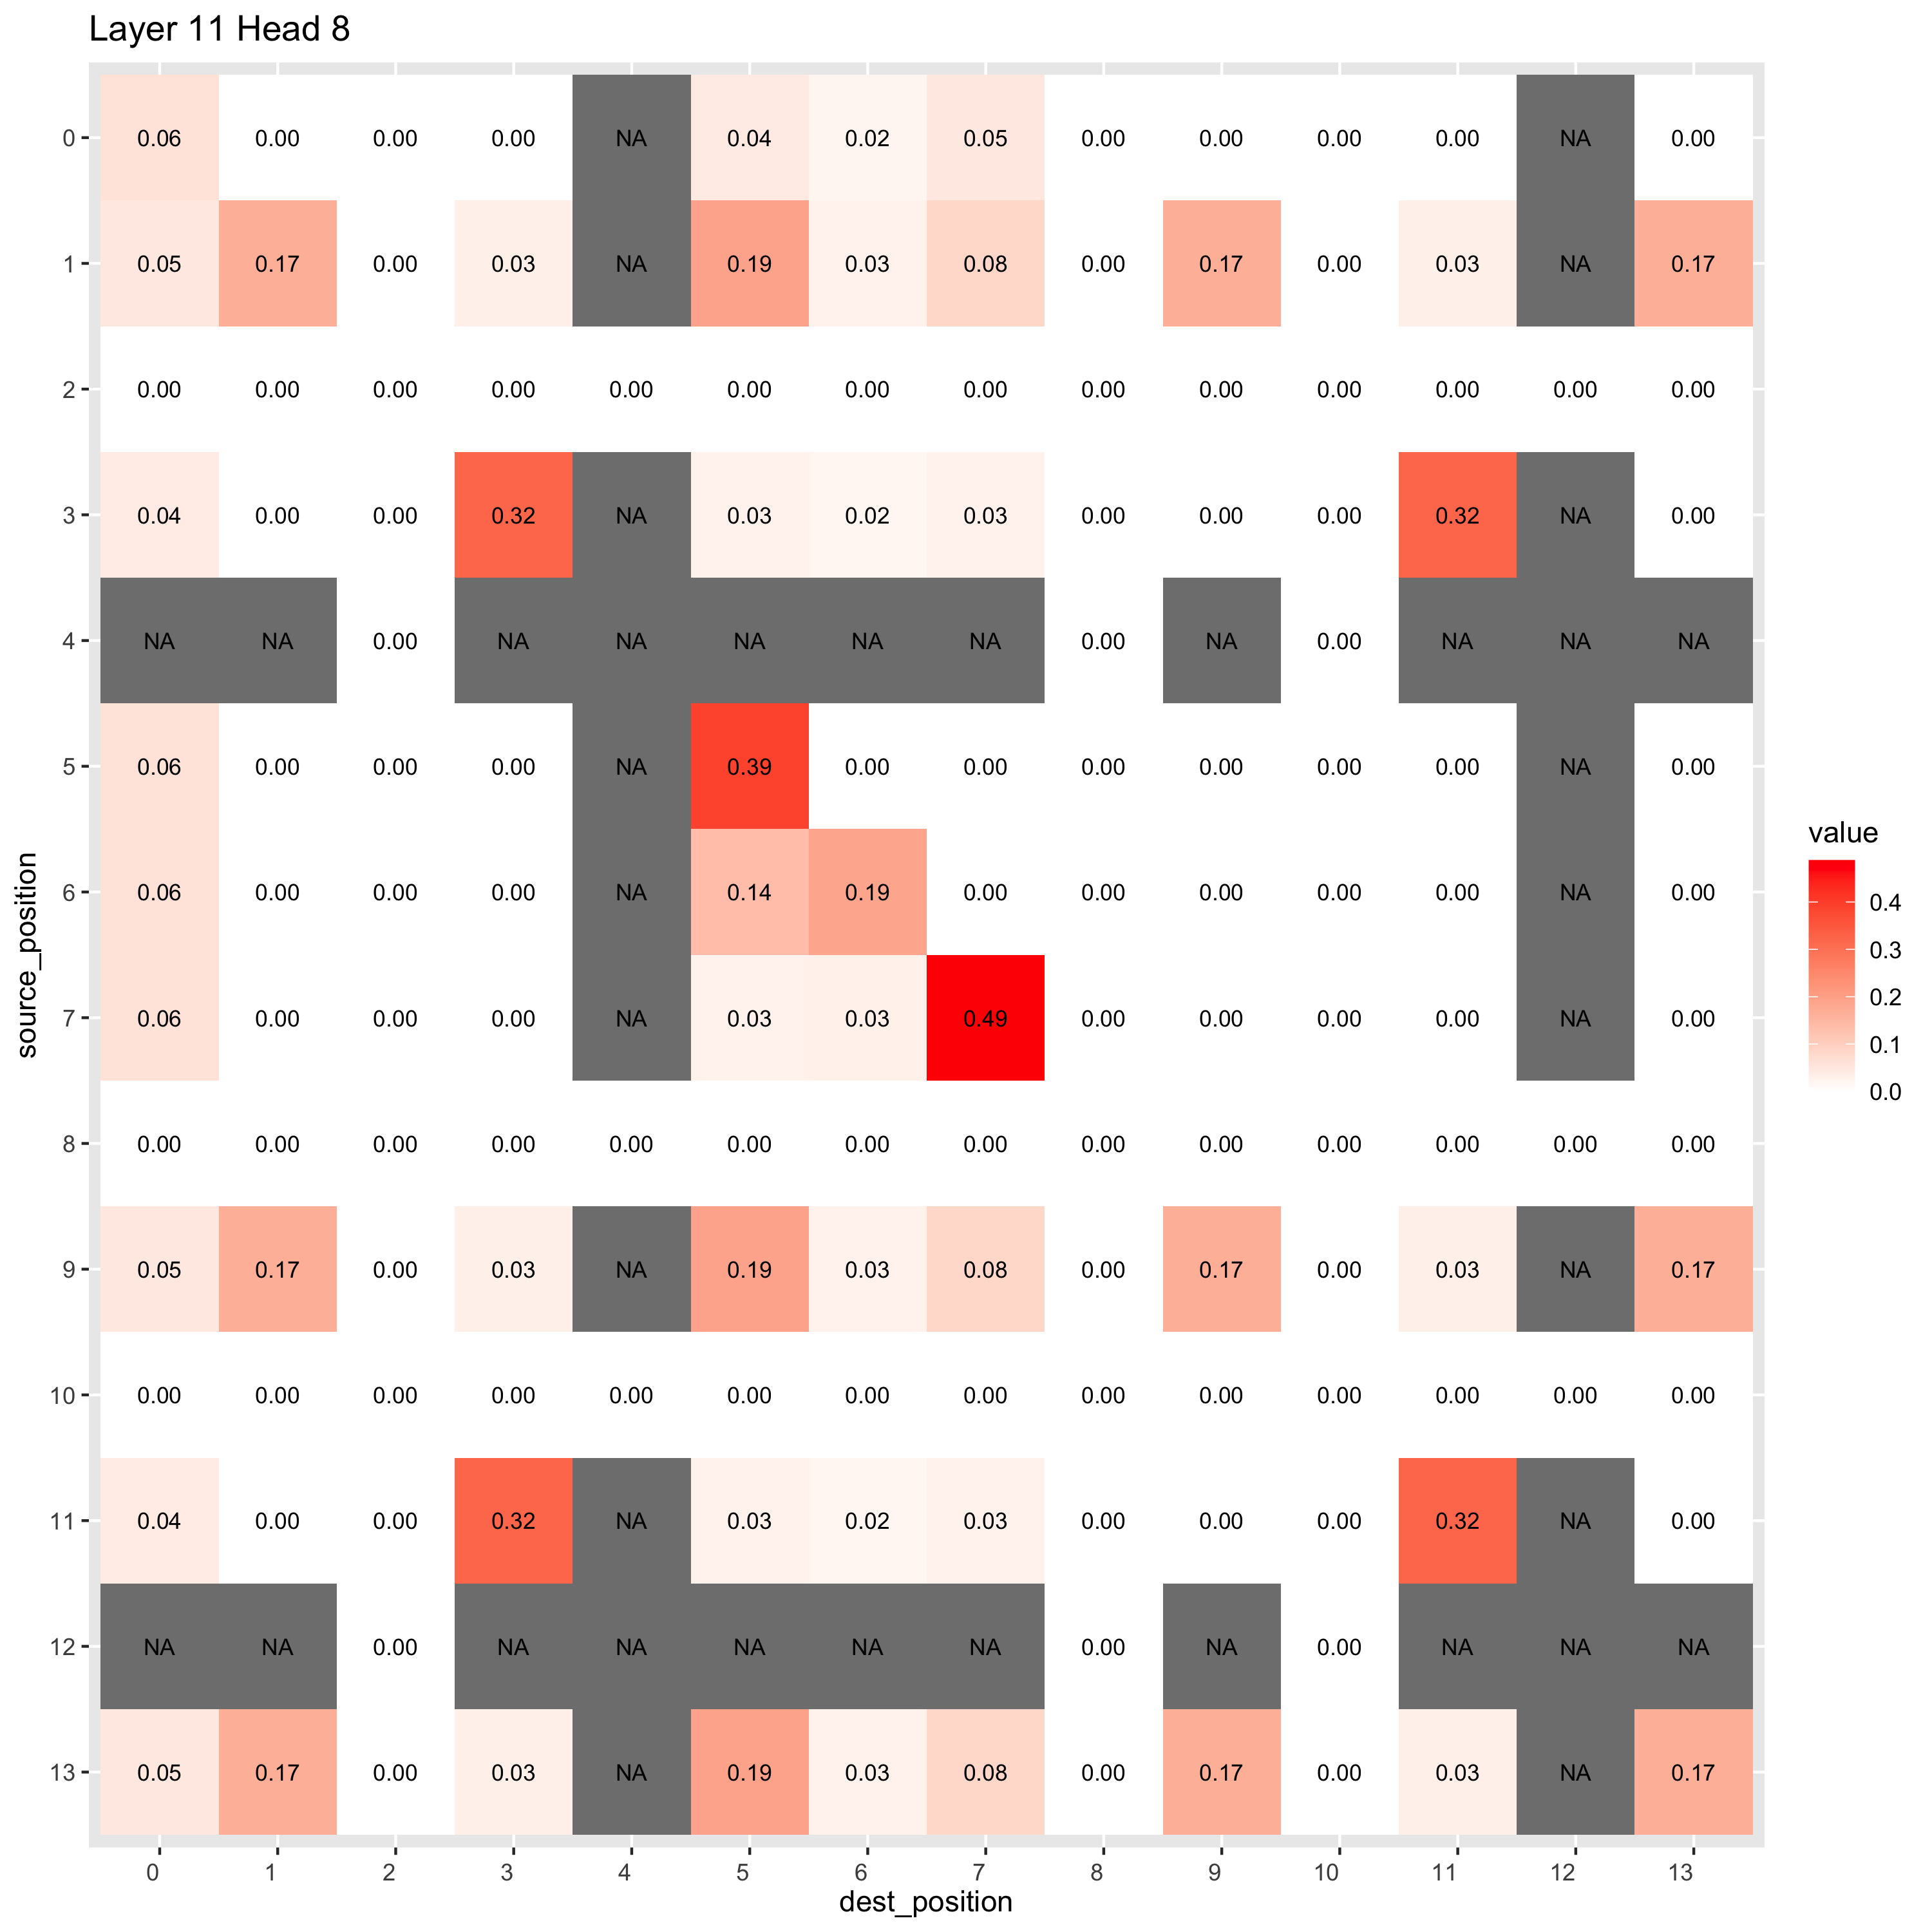 Layer 11 Head 8
0 0.06 0.00 0.00 0.00 NA 0.04 0.02 0.05 0.00 0.00 0.00 0.00 NA 0.00
1 0.05 0.17 0.00 0.03 NA 0.19 0.03 0.08 0.00 0.17 0.00 0.03 NA 0.17
2 0.00 0.00 0.00 0.00 0.00 0.00 0.00 0.00 0.00 0.00 0.00 0.00 0.00 0.00
3 0.04 0.00 0.00 0.32 NA 0.03 0.02 0.03 0.00 0.00 0.00 0.32 NA 0.00
4 NA NA 0.00 NA NA NA NA NA 0.00 NA 0.00 NA NA NA
5 0.06 0.00 0.00 0.00 NA 0.39 0.00 0.00 0.00 0.00 0.00 0.00 NA 0.00
6 0.06 0.00 0.00 0.00 NA 0.14 0.19 0.00 0.00 0.00 0.00 0.00 NA 0.00
7 0.06 0.00 0.00 0.00 NA 0.03 0.03 0.49 0.00 0.00 0.00 0.00 NA 0.00
8 0.00 0.00 0.00 0.00 0.00 0.00 0.00 0.00 0.00 0.00 0.00 0.00 0.00 0.00
9 0.05 0.17 0.00 0.03 NA 0.19 0.03 0.08 0.00 0.17 0.00 0.03 NA 0.17
10 0.00 0.00 0.00 0.00 0.00 0.00 0.00 0.00 0.00 0.00 0.00 0.00 0.00 0.00
11 0.04 0.00 0.00 0.32 NA 0.03 0.02 0.03 0.00 0.00 0.00 0.32 NA 0.00
12 NA NA 0.00 NA NA NA NA NA 0.00 NA 0.00 NA NA NA
13 0.05 0.17 0.00 0.03 NA 0.19 0.03 0.08 0.00 0.17 0.00 0.03 NA 0.17
0 1 2 3 4 5 6 7 8 9 10 11 12 13
dest_position
source_position
value
0.4
0.3
0.2
0.1
0.0